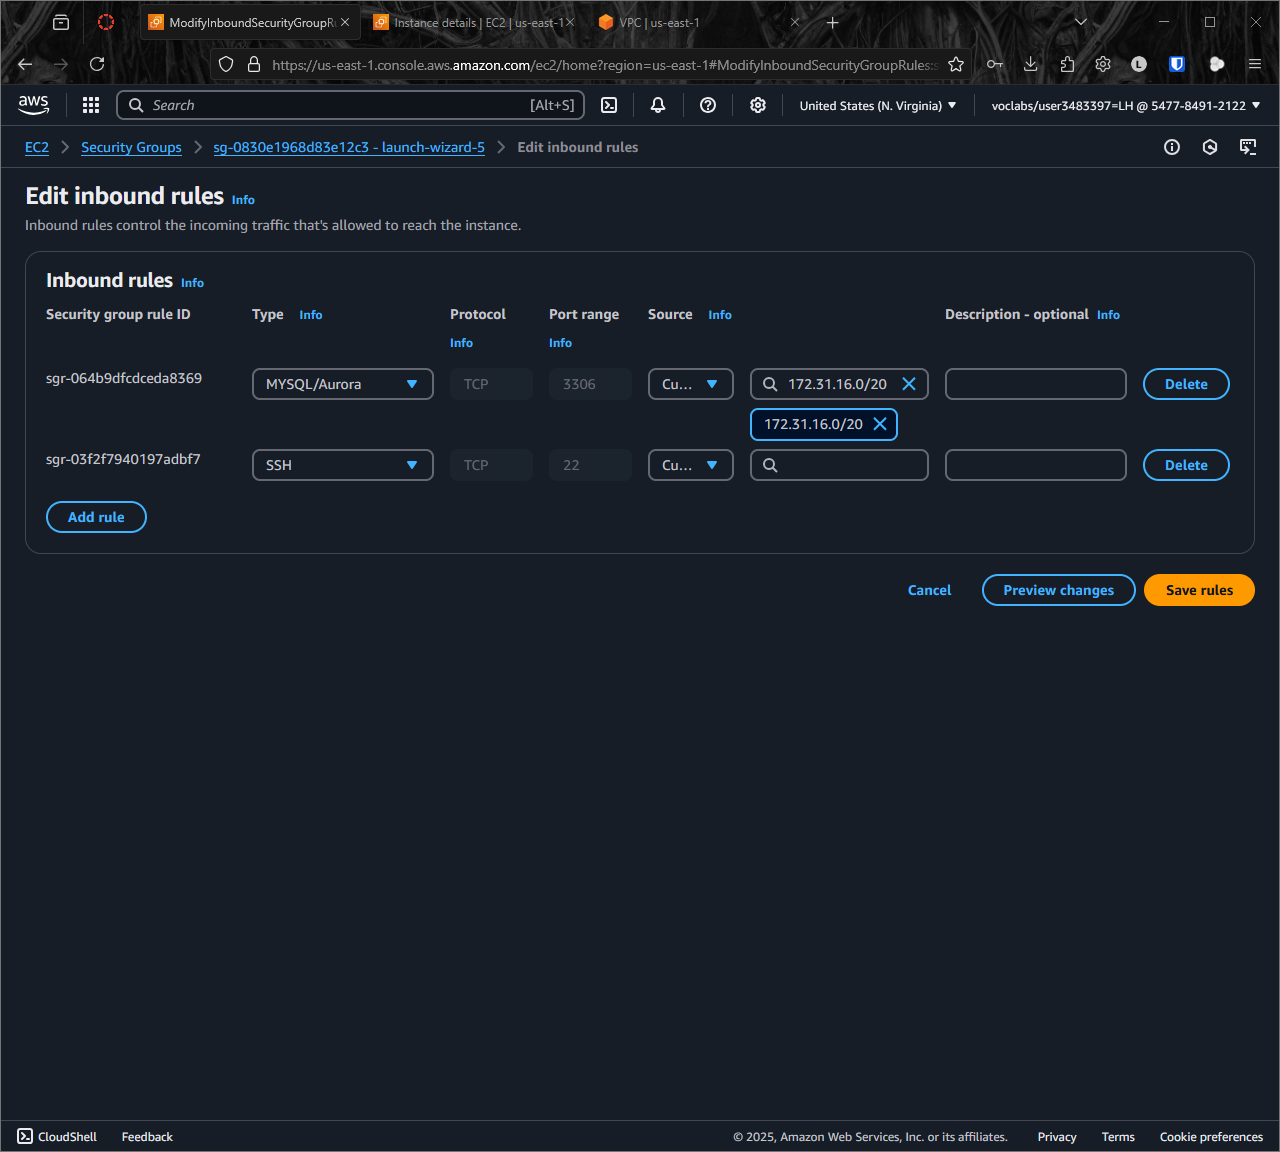 ModifyInboundSecurityGroupR
Instance details | EC2 | us-east-1
VPC | us-east-1
https://us-east-1.console.aws.amazon.com/ec2/home?region=us-east-1#ModifyInboundSecurityGroupRules:s
L
aws
Search
[Alt+S]
United States (N. Virginia)
voclabs/user3483397=LH @ 5477-8491-2122
EC2
Security Groups
sg-0830e1968d83e12c3 - launch-wizard-5
Edit inbound rules
Edit inbound rules Info
Inbound rules control the incoming traffic that's allowed to reach the instance.
Inbound rules Info
Security group rule ID
Type Info
Protocol
Info
Port range
Info
Source Info
Description - optional Info
sgr-064b9dfcdceda8369
MYSQL/Aurora
TCP
3306
Cu...
172.31.16.0/20
Delete
172.31.16.0/20
sgr-03f2f7940197adbf7
SSH
TCP
22
Cu...
Delete
Add rule
Cancel
Preview changes
Save rules
CloudShell
Feedback
© 2025, Amazon Web Services, Inc. or its affiliates.
Privacy
Terms
Cookie preferences